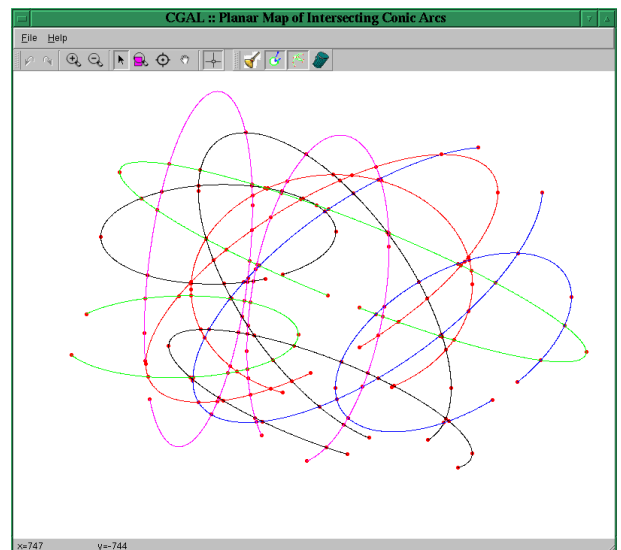 CGAL :: Planar Map of Intersecting Conic Arcs
File Help
x=747 y=-744